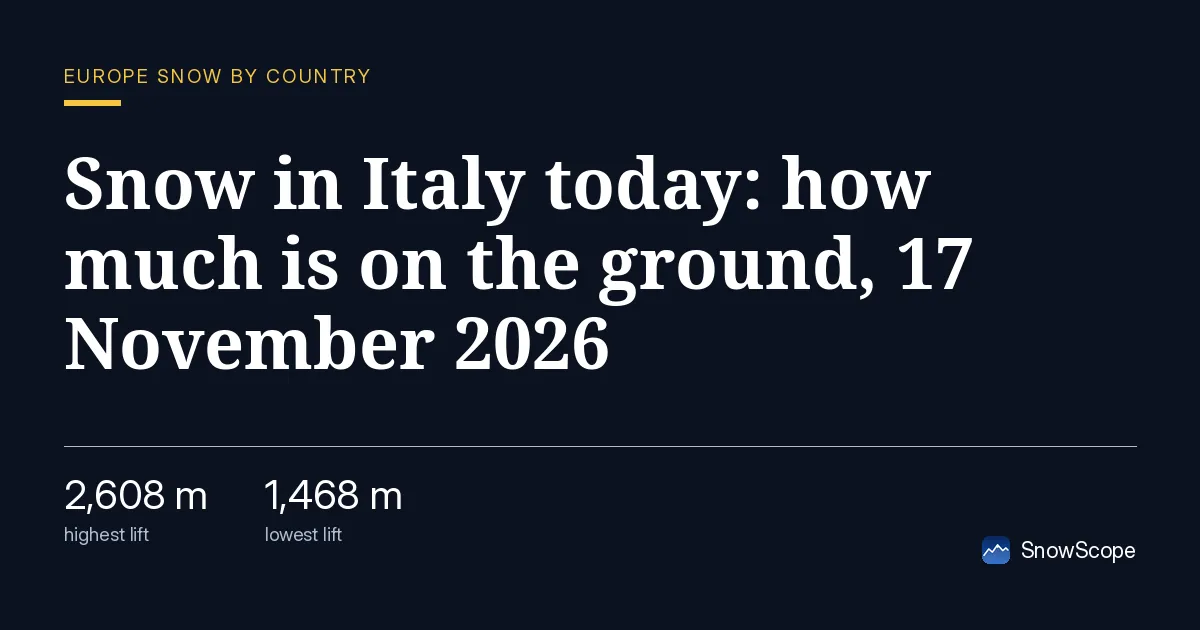 EUROPE SNOW BY COUNTRY
Snow in Italy today: how
much is on the ground, 17
November 2026
2,608 m
highest lift
1,468 m
lowest lift
SnowScope